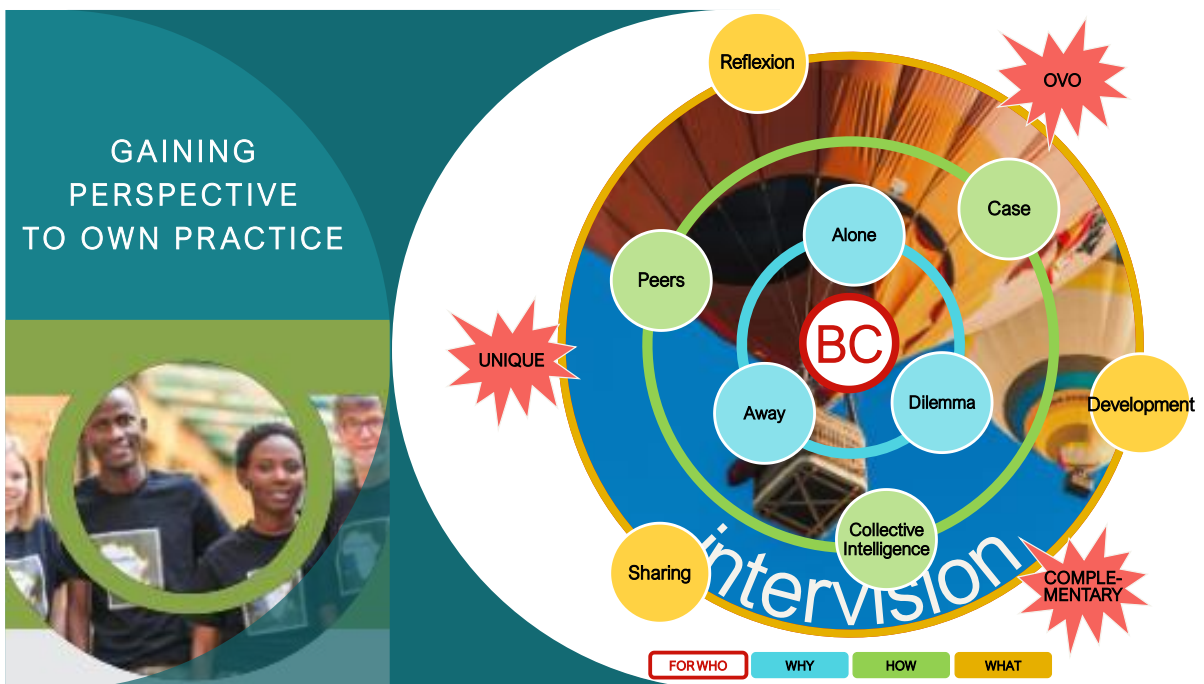 GAINING
PERSPECTIVE
TO OWN PRACTICE
Reflexion
OVO
Case
Alone
Peers
BC
UNIQUE
Away
Dilemma
Development
Collective
Intelligence
Sharing
COMPLE-
MENTARY
intervision
FOR WHO
WHY
HOW
WHAT